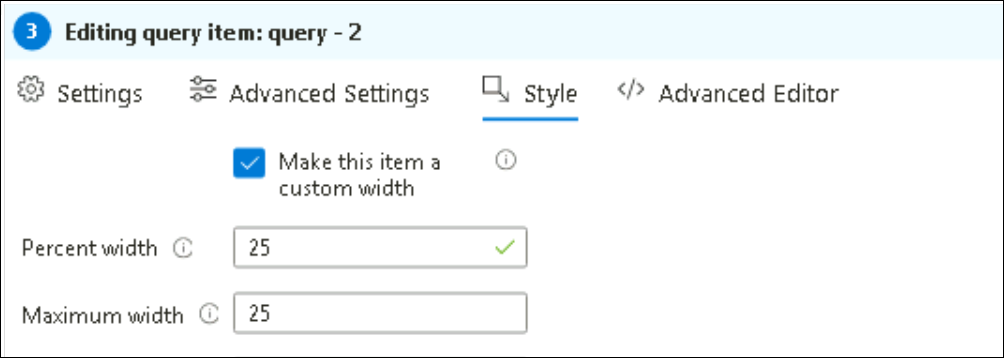 3 Editing query item: query - 2
Settings Advanced Settings Style </> Advanced Editor
Make this item a
custom width
Percent width 25
Maximum width 25